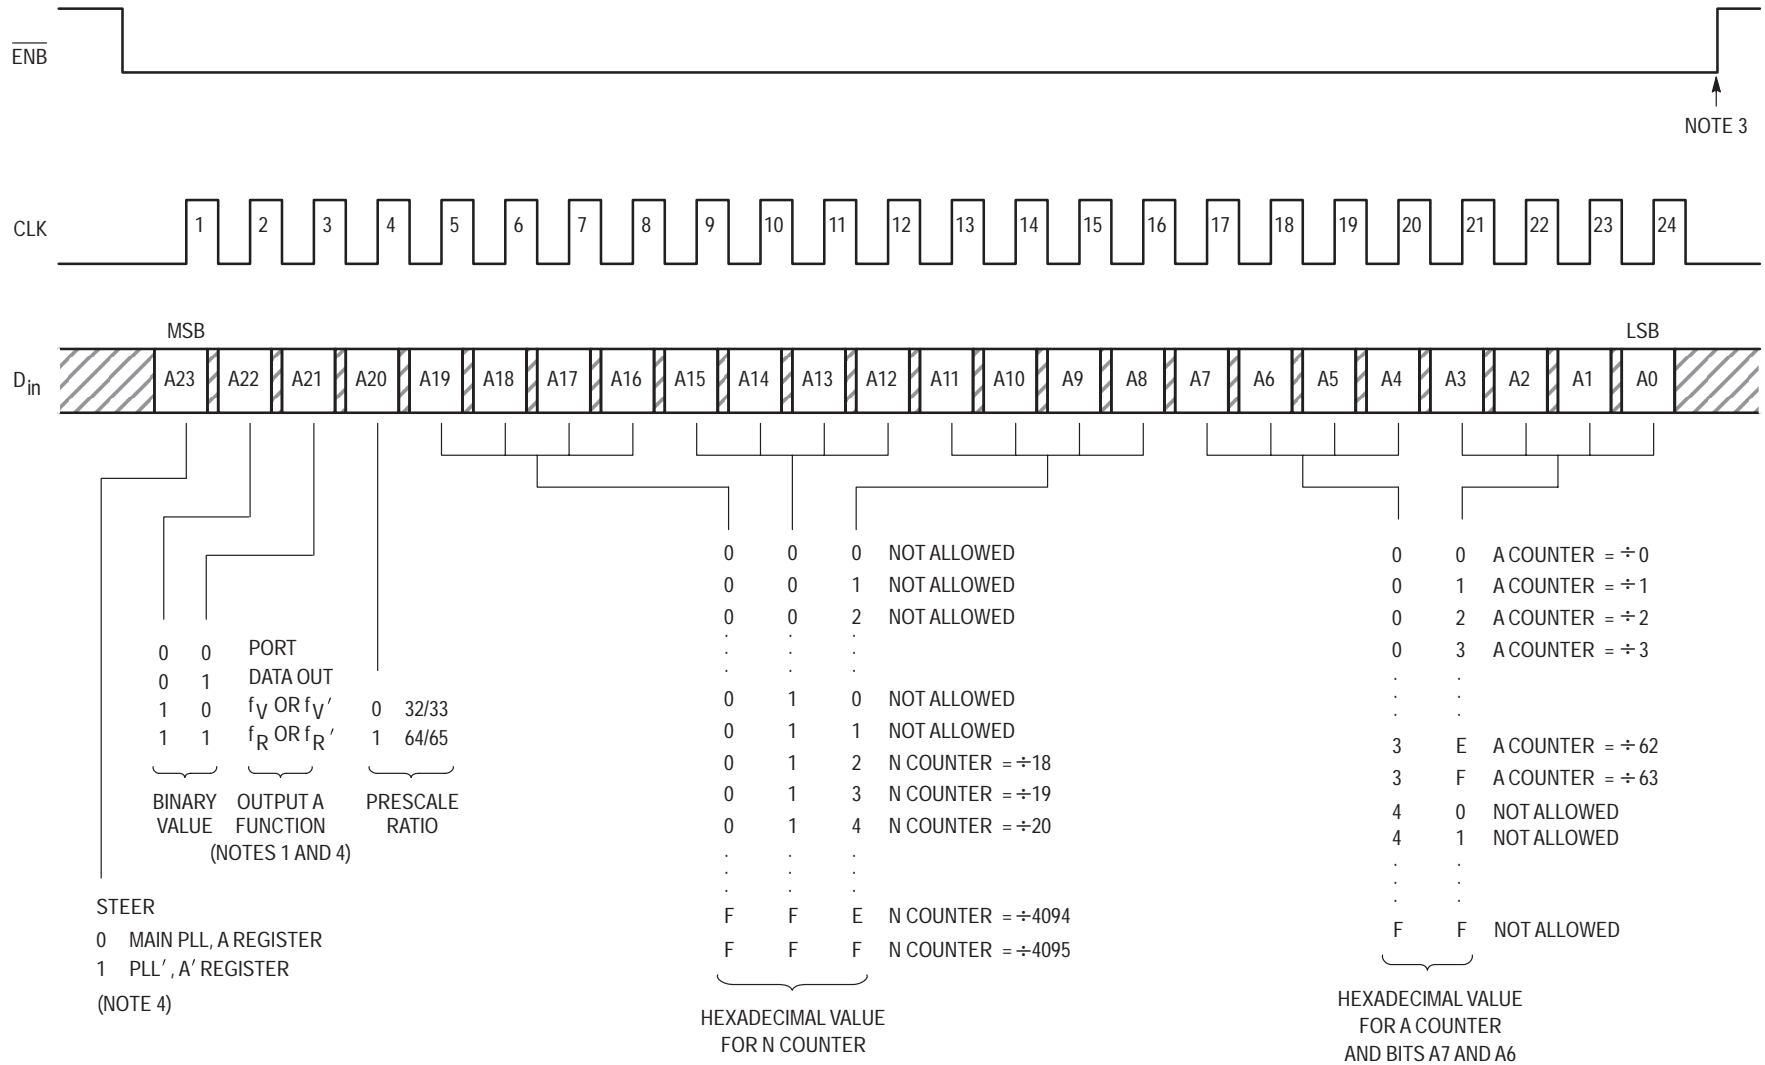 ENB
NOTE 3
CLK 1 2 3 4 5 6 7 8 9 10 11 12 13 14 15 16 17 18 19 20 21 22 23 24
MSB LSB
Din A23 A22 A21 A20 A19 A18 A17 A16 A15 A14 A13 A12 A11 A10 A9 A8 A7 A6 A5 A4 A3 A2 A1 A0
0 0 PORT
0 1 DATA OUT
1 0 fV OR fV′
1 1 fR OR fR′
BINARY
VALUE
OUTPUT A
FUNCTION
(NOTES 1 AND 4)
0 32/33
1 64/65
PRESCALE
RATIO
STEER
0 MAIN PLL, A REGISTER
1 PLL′, A′ REGISTER
(NOTE 4)
0 0 0 NOT ALLOWED
0 0 1 NOT ALLOWED
0 0 2 NOT ALLOWED
. . .
. . .
. . .
0 1 0 NOT ALLOWED
0 1 1 NOT ALLOWED
0 1 2 N COUNTER = ÷18
0 1 3 N COUNTER = ÷19
0 1 4 N COUNTER = ÷20
. . .
. . .
. . .
F F E N COUNTER = ÷4094
F F F N COUNTER = ÷4095
HEXADECIMAL VALUE
FOR N COUNTER
0 0 A COUNTER = ÷0
0 1 A COUNTER = ÷1
0 2 A COUNTER = ÷2
0 3 A COUNTER = ÷3
. .
. .
. .
3 E A COUNTER = ÷62
3 F A COUNTER = ÷63
4 0 NOT ALLOWED
4 1 NOT ALLOWED
. .
. .
. .
F F NOT ALLOWED
HEXADECIMAL VALUE
FOR A COUNTER
AND BITS A7 AND A6